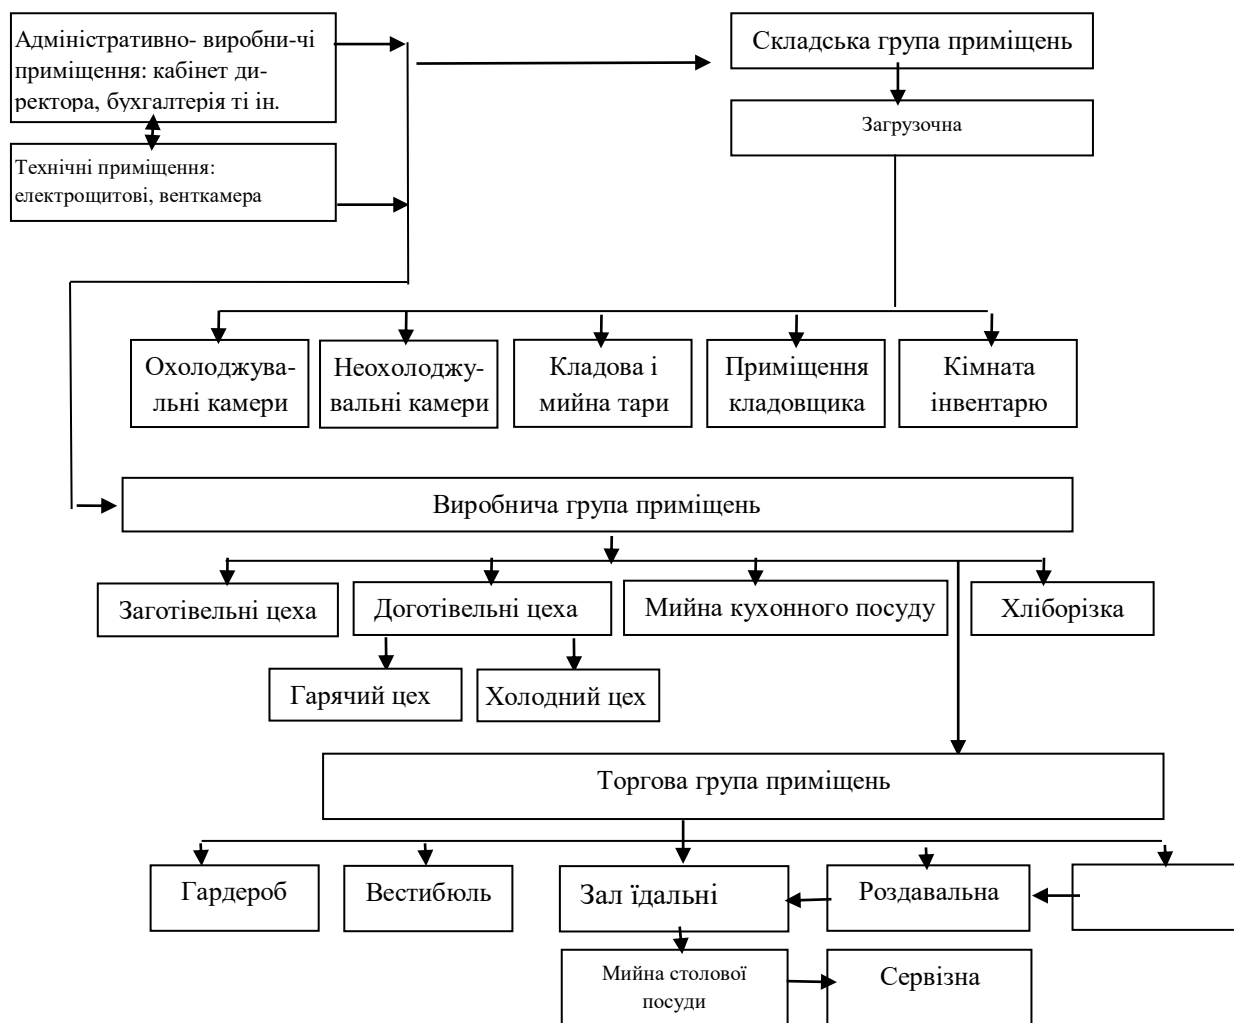 Адміністративно- виробни-чі
приміщення: кабінет ди-
ректора, бухгалтерія ті ін.
Складська група приміщень
Загрузочна
Технічні приміщення:
електрощитові, венткамера
Охолоджува-
льні камери
Неохолоджу-
вальні камери
Кладова і
мийна тари
Приміщення
кладовщика
Кімната
інвентарю
Виробнича група приміщень
Заготівельні цеха
Доготівельні цеха
Мийна кухонного посуду
Хліборізка
Гарячий цех
Холодний цех
Торгова група приміщень
Гардероб
Вестибюль
Зал їдальні
Роздавальна
Мийна столової
посуди
Сервізна